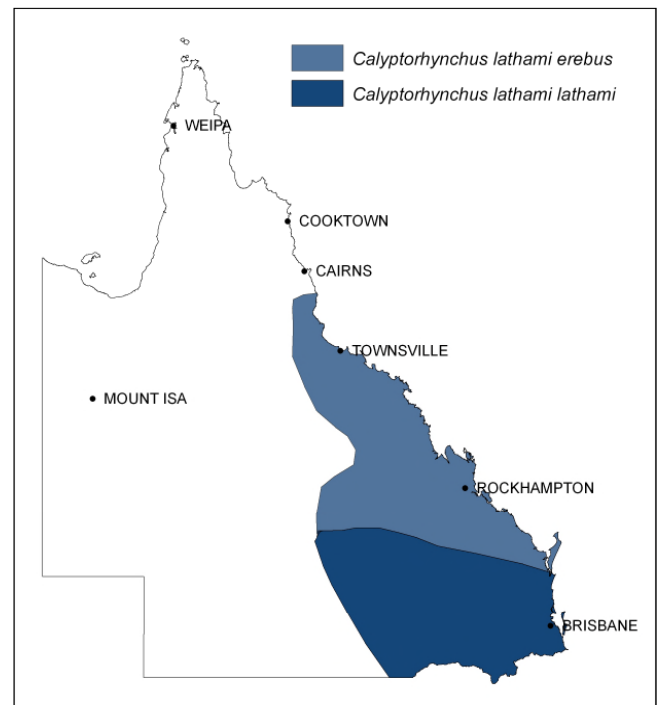 Calyptorhynchus lathami erebus
Calyptorhynchus lathami lathami
WEIPA
COOKTOWN
CAIRNS
TOWNSVILLE
MOUNT ISA
ROCKHAMPTON
BRISBANE